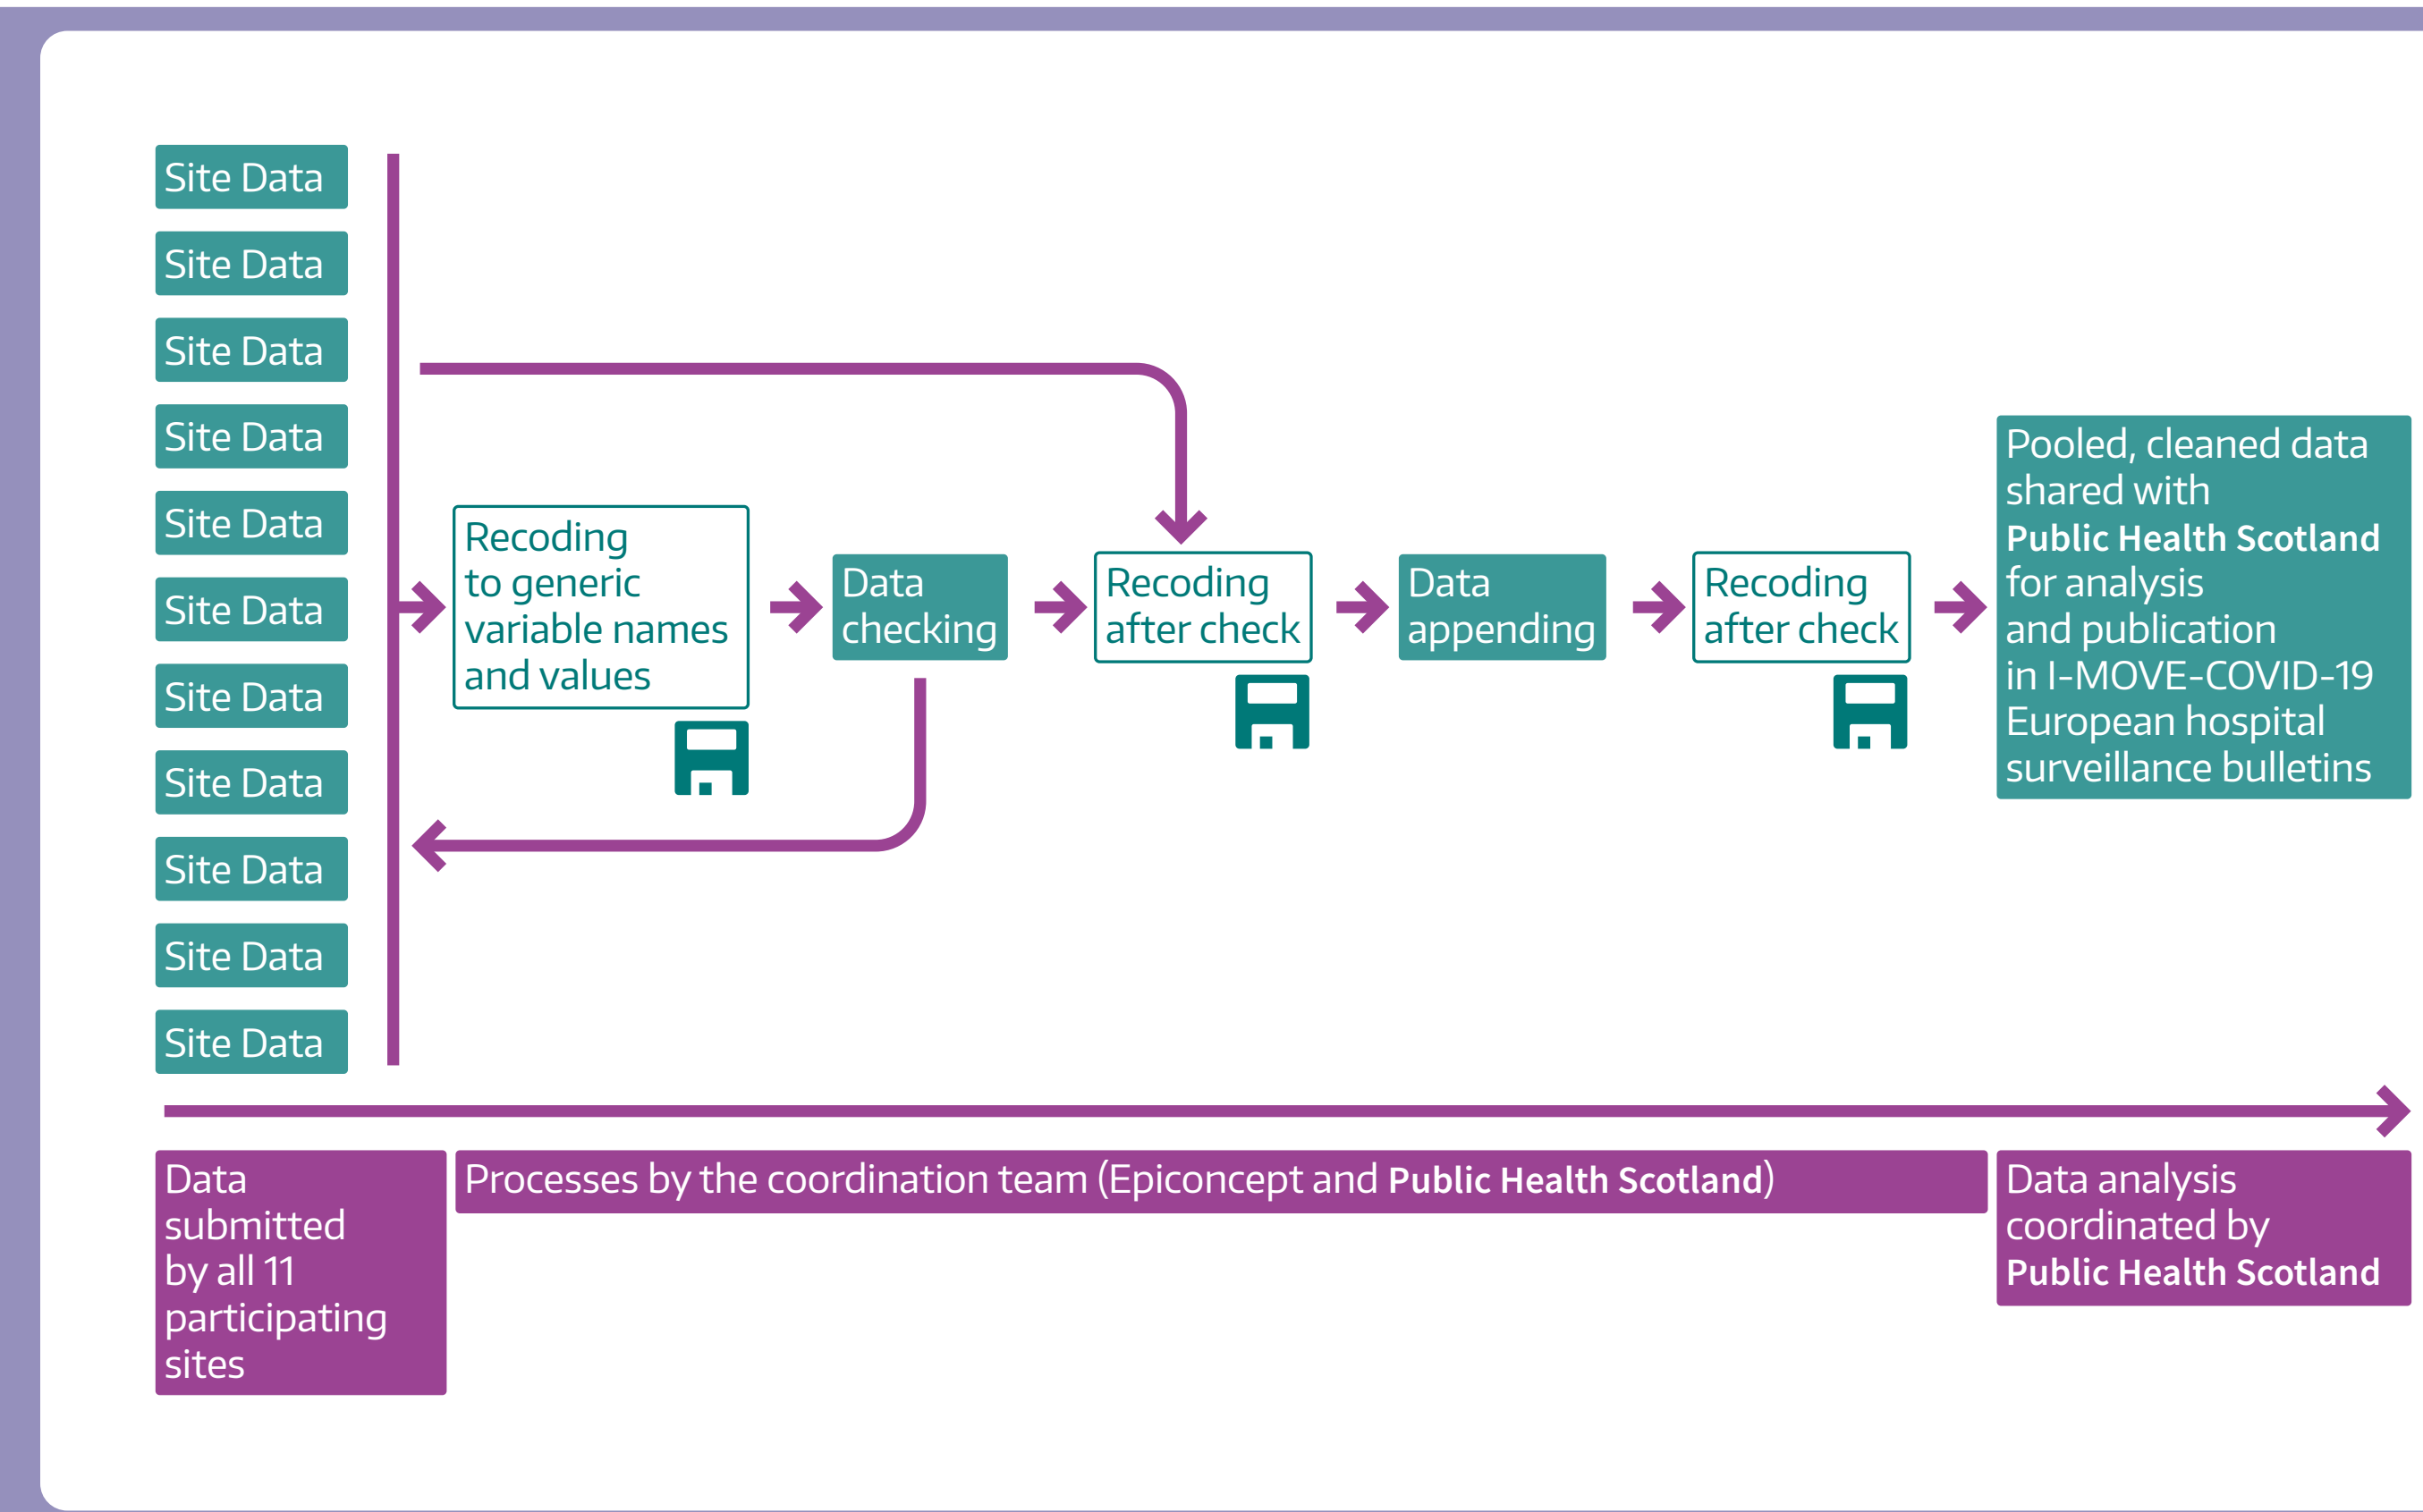 Site Data
Site Data
Site Data
Site Data
Site Data
Site Data
Site Data
Site Data
Site Data
Site Data
Site Data
Recoding
to generic
variable names
and values
Data
checking
Recoding
after check
Data
appending
Recoding
after check
Pooled, cleaned data
shared with
Public Health Scotland
for analysis
and publication
in I-MOVE-COVID-19
European hospital
surveillance bulletins
Data
submitted
by all 11
participating
sites
Processes by the coordination team (Epiconcept and Public Health Scotland)
Data analysis
coordinated by
Public Health Scotland